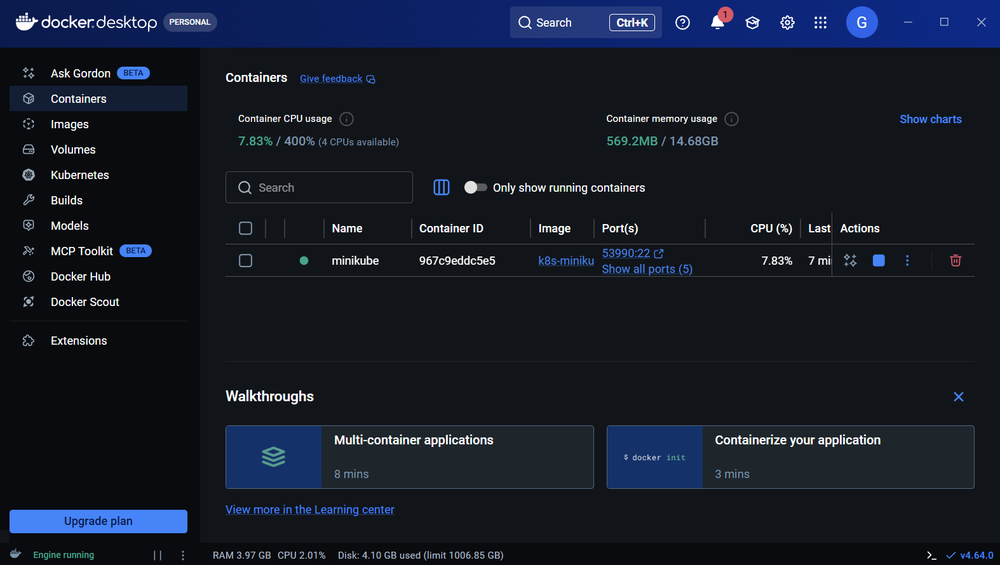 docker.desktop PERSONAL Search Ctrl+K 1 G
Ask Gordon BETA
Containers
Images
Volumes
Kubernetes
Builds
Models
MCP Toolkit BETA
Docker Hub
Docker Scout
Extensions
Upgrade plan
Containers Give feedback
Container CPU usage
7.83% / 400% (4 CPUs available)
Container memory usage
569.2MB / 14.68GB
Show charts
Search
Only show running containers
Name Container ID Image Port(s) CPU (%) Last Actions
minikube 967c9eddc5e5 k8s-miniku 53990:22 7.83% 7 mi
Show all ports (5)
Walkthroughs
Multi-container applications
8 mins
$ docker init
Containerize your application
3 mins
View more in the Learning center
Engine running RAM 3.97 GB CPU 2.01% Disk: 4.10 GB used (limit 1006.85 GB) v4.64.0